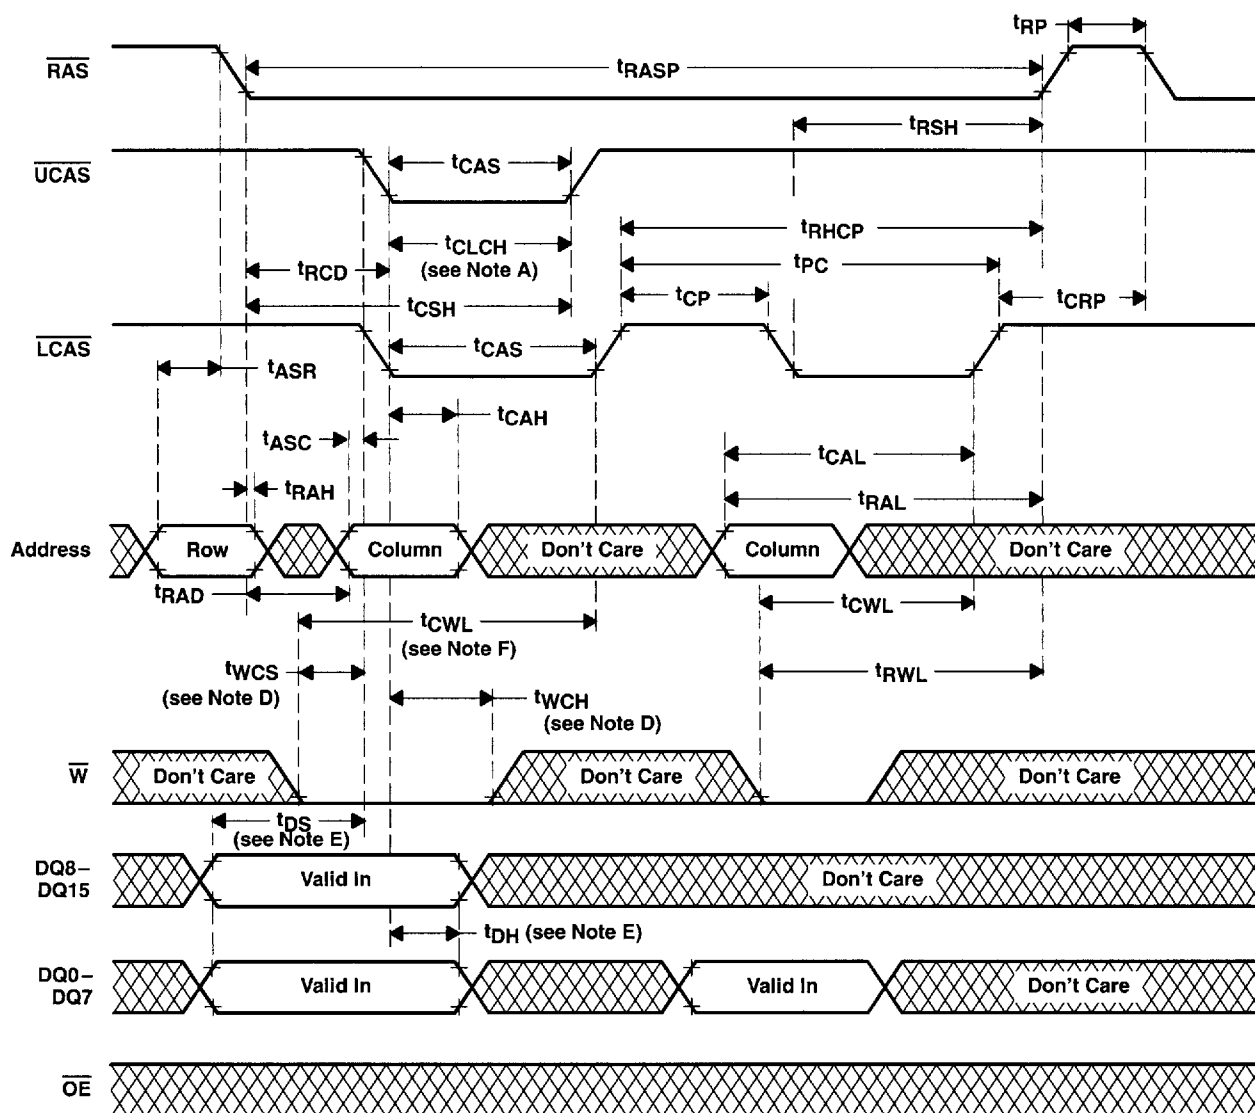 tRP
RAS
tRASP
tRSH
UCAS
tCAS
tRHCP
tCLCH
(see Note A)
tRCD
tPC
tCP
tCRP
tCSH
LCAS
tCAS
tASR
tCAH
tASC
tCAL
tRAH
tRAL
Address
Row
Column
Don't Care
Column
Don't Care
tRAD
tCWL
(see Note F)
tCWL
tWCS
(see Note D)
tRWL
tWCH
(see Note D)
W
Don't Care
Don't Care
Don't Care
tDS
(see Note E)
DQ8–
DQ15
Valid In
Don't Care
tDH (see Note E)
DQ0–
DQ7
Valid In
Valid In
Don't Care
OE